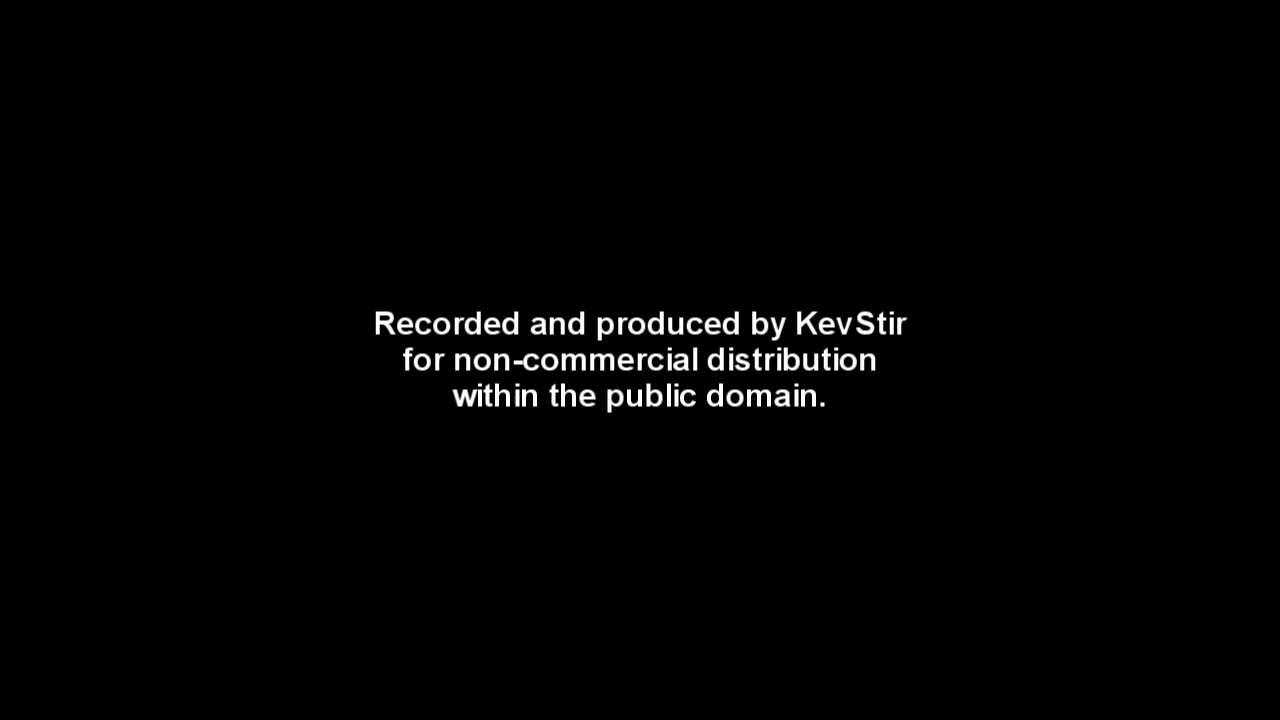 Recorded and produced by KevStir
for non-commercial distribution
within the public domain.